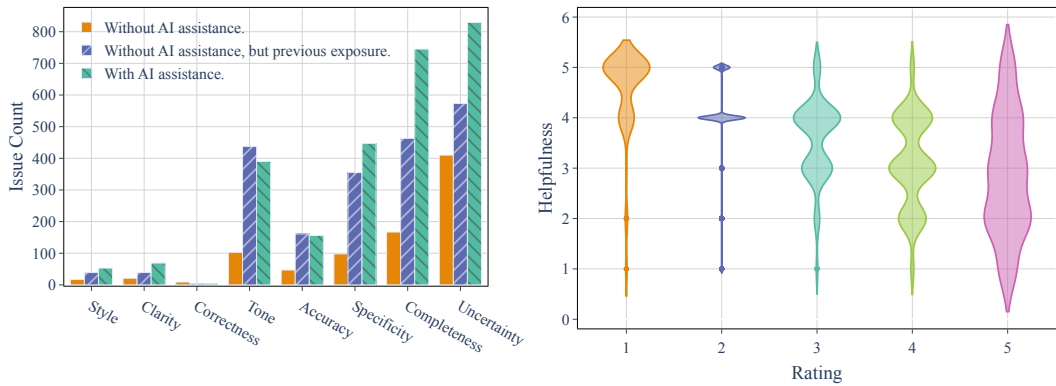 Without AI assistance.
Without AI assistance, but previous exposure.
With AI assistance.
Issue Count
800
700
600
500
400
300
200
100
0
Style
Clarity
Correctness
Tone
Accuracy
Specificity
Completeness
Uncertainty
Helpfulness
6
5
4
3
2
1
0
1
2
3
4
5
Rating